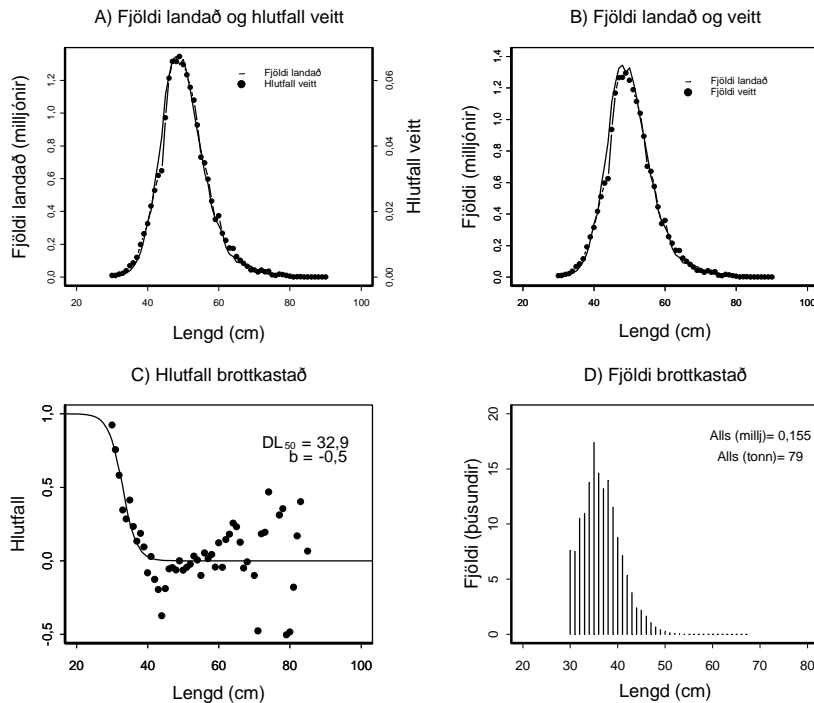 A) Fjöldi landað og hlutfall veitt
Fjöldi landað (milljónir)
0,0 0,2 0,4 0,6 0,8 1,0 1,2
Fjöldi landað
Hlutfall veitt
0,00 0,02 0,04 0,06
Hlutfall veitt
20 40 60 80 100
Lengd (cm)
B) Fjöldi landað og veitt
Fjöldi (milljónir)
0,0 0,2 0,4 0,6 0,8 1,0 1,2 1,4
Fjöldi landað
Fjöldi veitt
20 40 60 80 100
Lengd (cm)
C) Hlutfall brottkastað
Hlutfall
-0,5 0,0 0,5 1,0
DL50 = 32,9
b = -0,5
20 40 60 80 100
Lengd (cm)
D) Fjöldi brottkastað
Fjöldi (þúsundir)
0 5 10 15 20
Alls (millj)= 0,155
Alls (tonn)= 79
20 30 40 50 60 70 80
Lengd (cm)